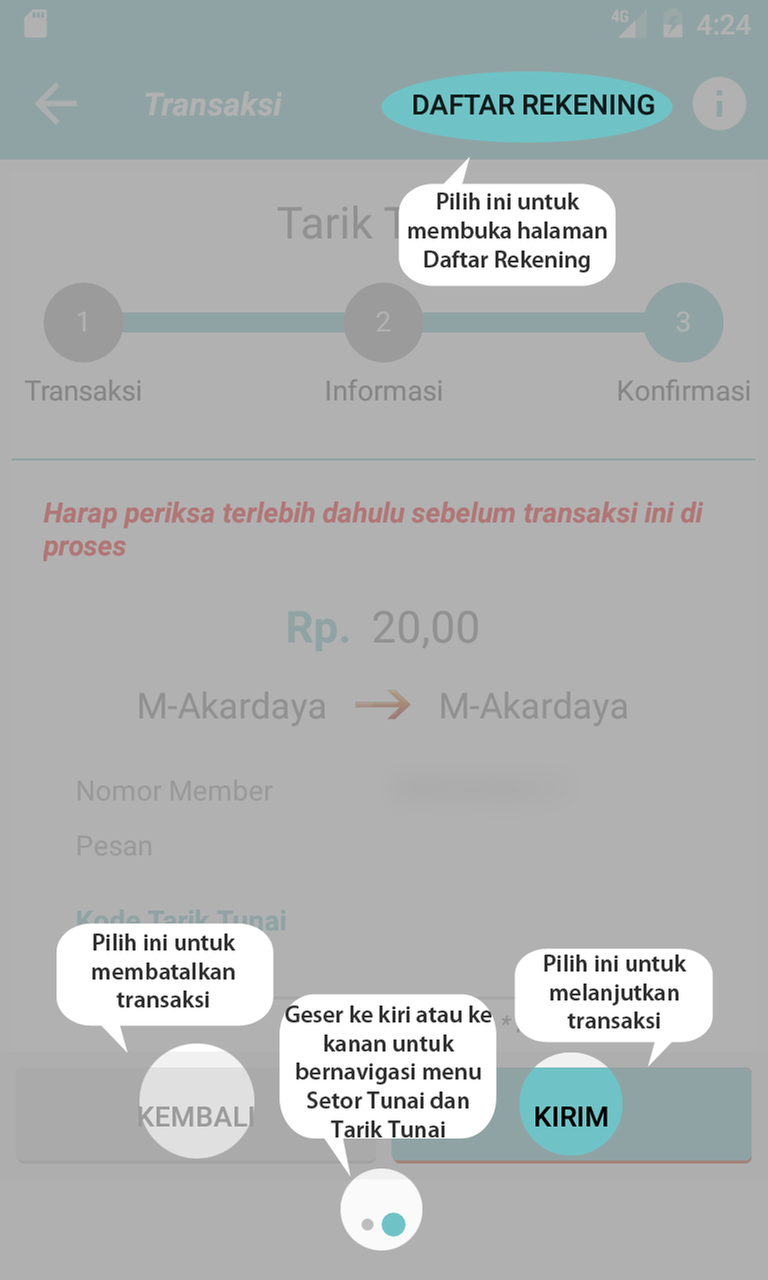 4G 4:24
Transaksi DAFTAR REKENING i
Pilih ini untuk
membuka halaman
Daftar Rekening
Tarik
1 2 3
Transaksi Informasi Konfirmasi
Harap periksa terlebih dahulu sebelum transaksi ini di
proses
Rp. 20,00
M-Akardaya → M-Akardaya
Nomor Member
Pesan
Kode Tarik Tunai
Pilih ini untuk
membatalkan
transaksi
Pilih ini untuk
melanjutkan
transaksi
Geser ke kiri atau ke
kanan untuk
bernavigasi menu
Setor Tunai dan
Tarik Tunai
*
KEMBALI
KIRIM